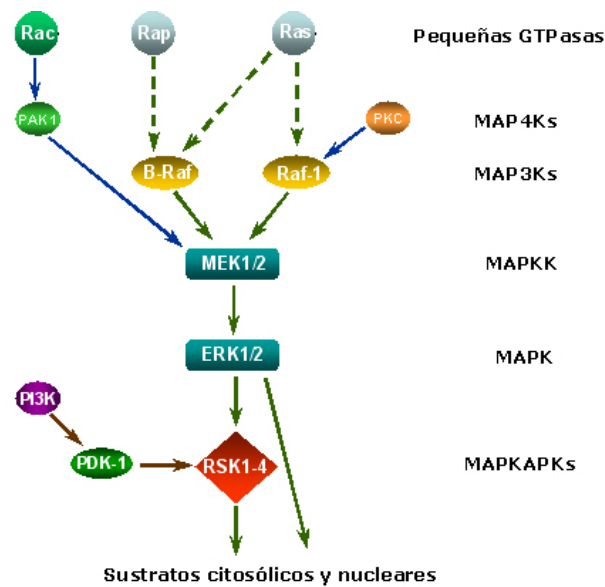 Rac
Rap
Ras
Pequeñas GTPasas
PAK1
PKC
MAP4Ks
B-Raf
Raf-1
MAP3Ks
MEK1/2
MAPKK
ERK1/2
MAPK
PI3K
PDK-1
RSK1-4
MAPKAPKs
Sustratos citosólicos y nucleares